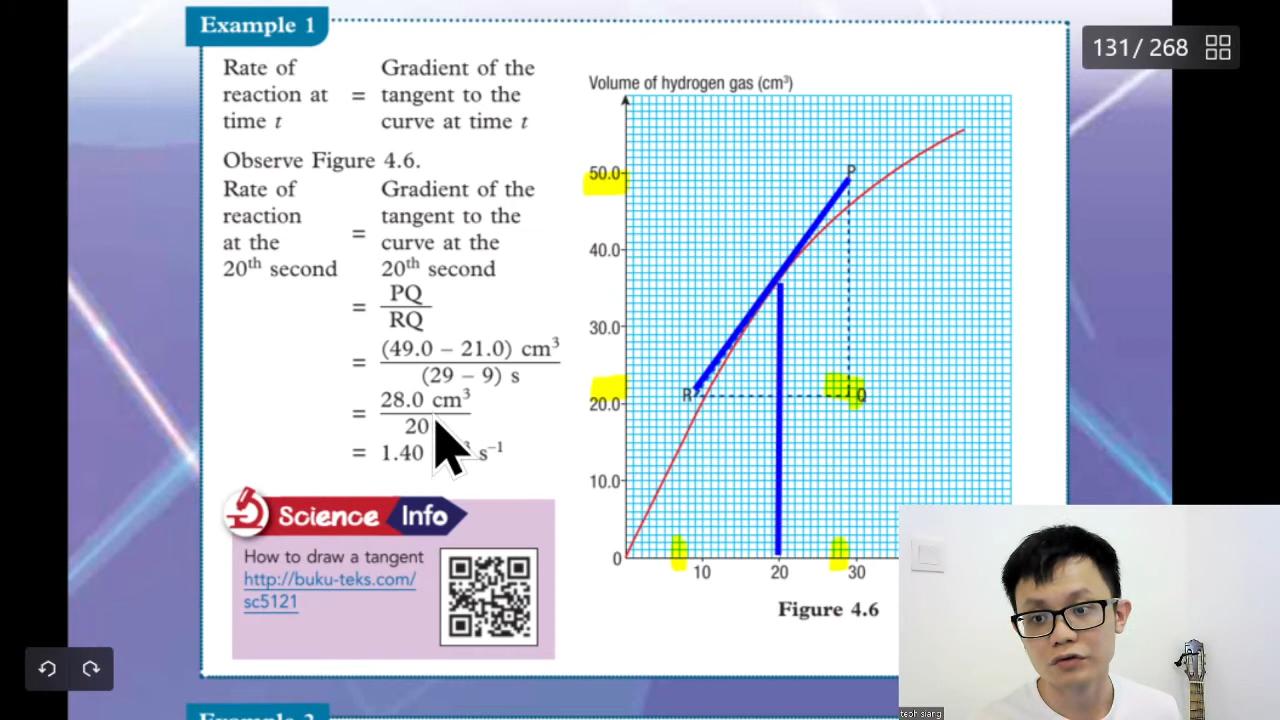 Example 1
131/ 268
Rate of
reaction at
time t
=
Gradient of the
tangent to the
curve at time t
Observe Figure 4.6.
Rate of
reaction
at the
20th second
=
Gradient of the
tangent to the
curve at the
20th second
= PQ
RQ
= (49.0 – 21.0) cm³
(29 – 9) s
= 28.0 cm³
20
= 1.40 s⁻¹
Science Info
How to draw a tangent
http://buku-teks.com/
sc5121
Volume of hydrogen gas (cm³)
50.0
40.0
30.0
20.0
10.0
0
10 20 30
P
R
Q
Figure 4.6
teoh siang